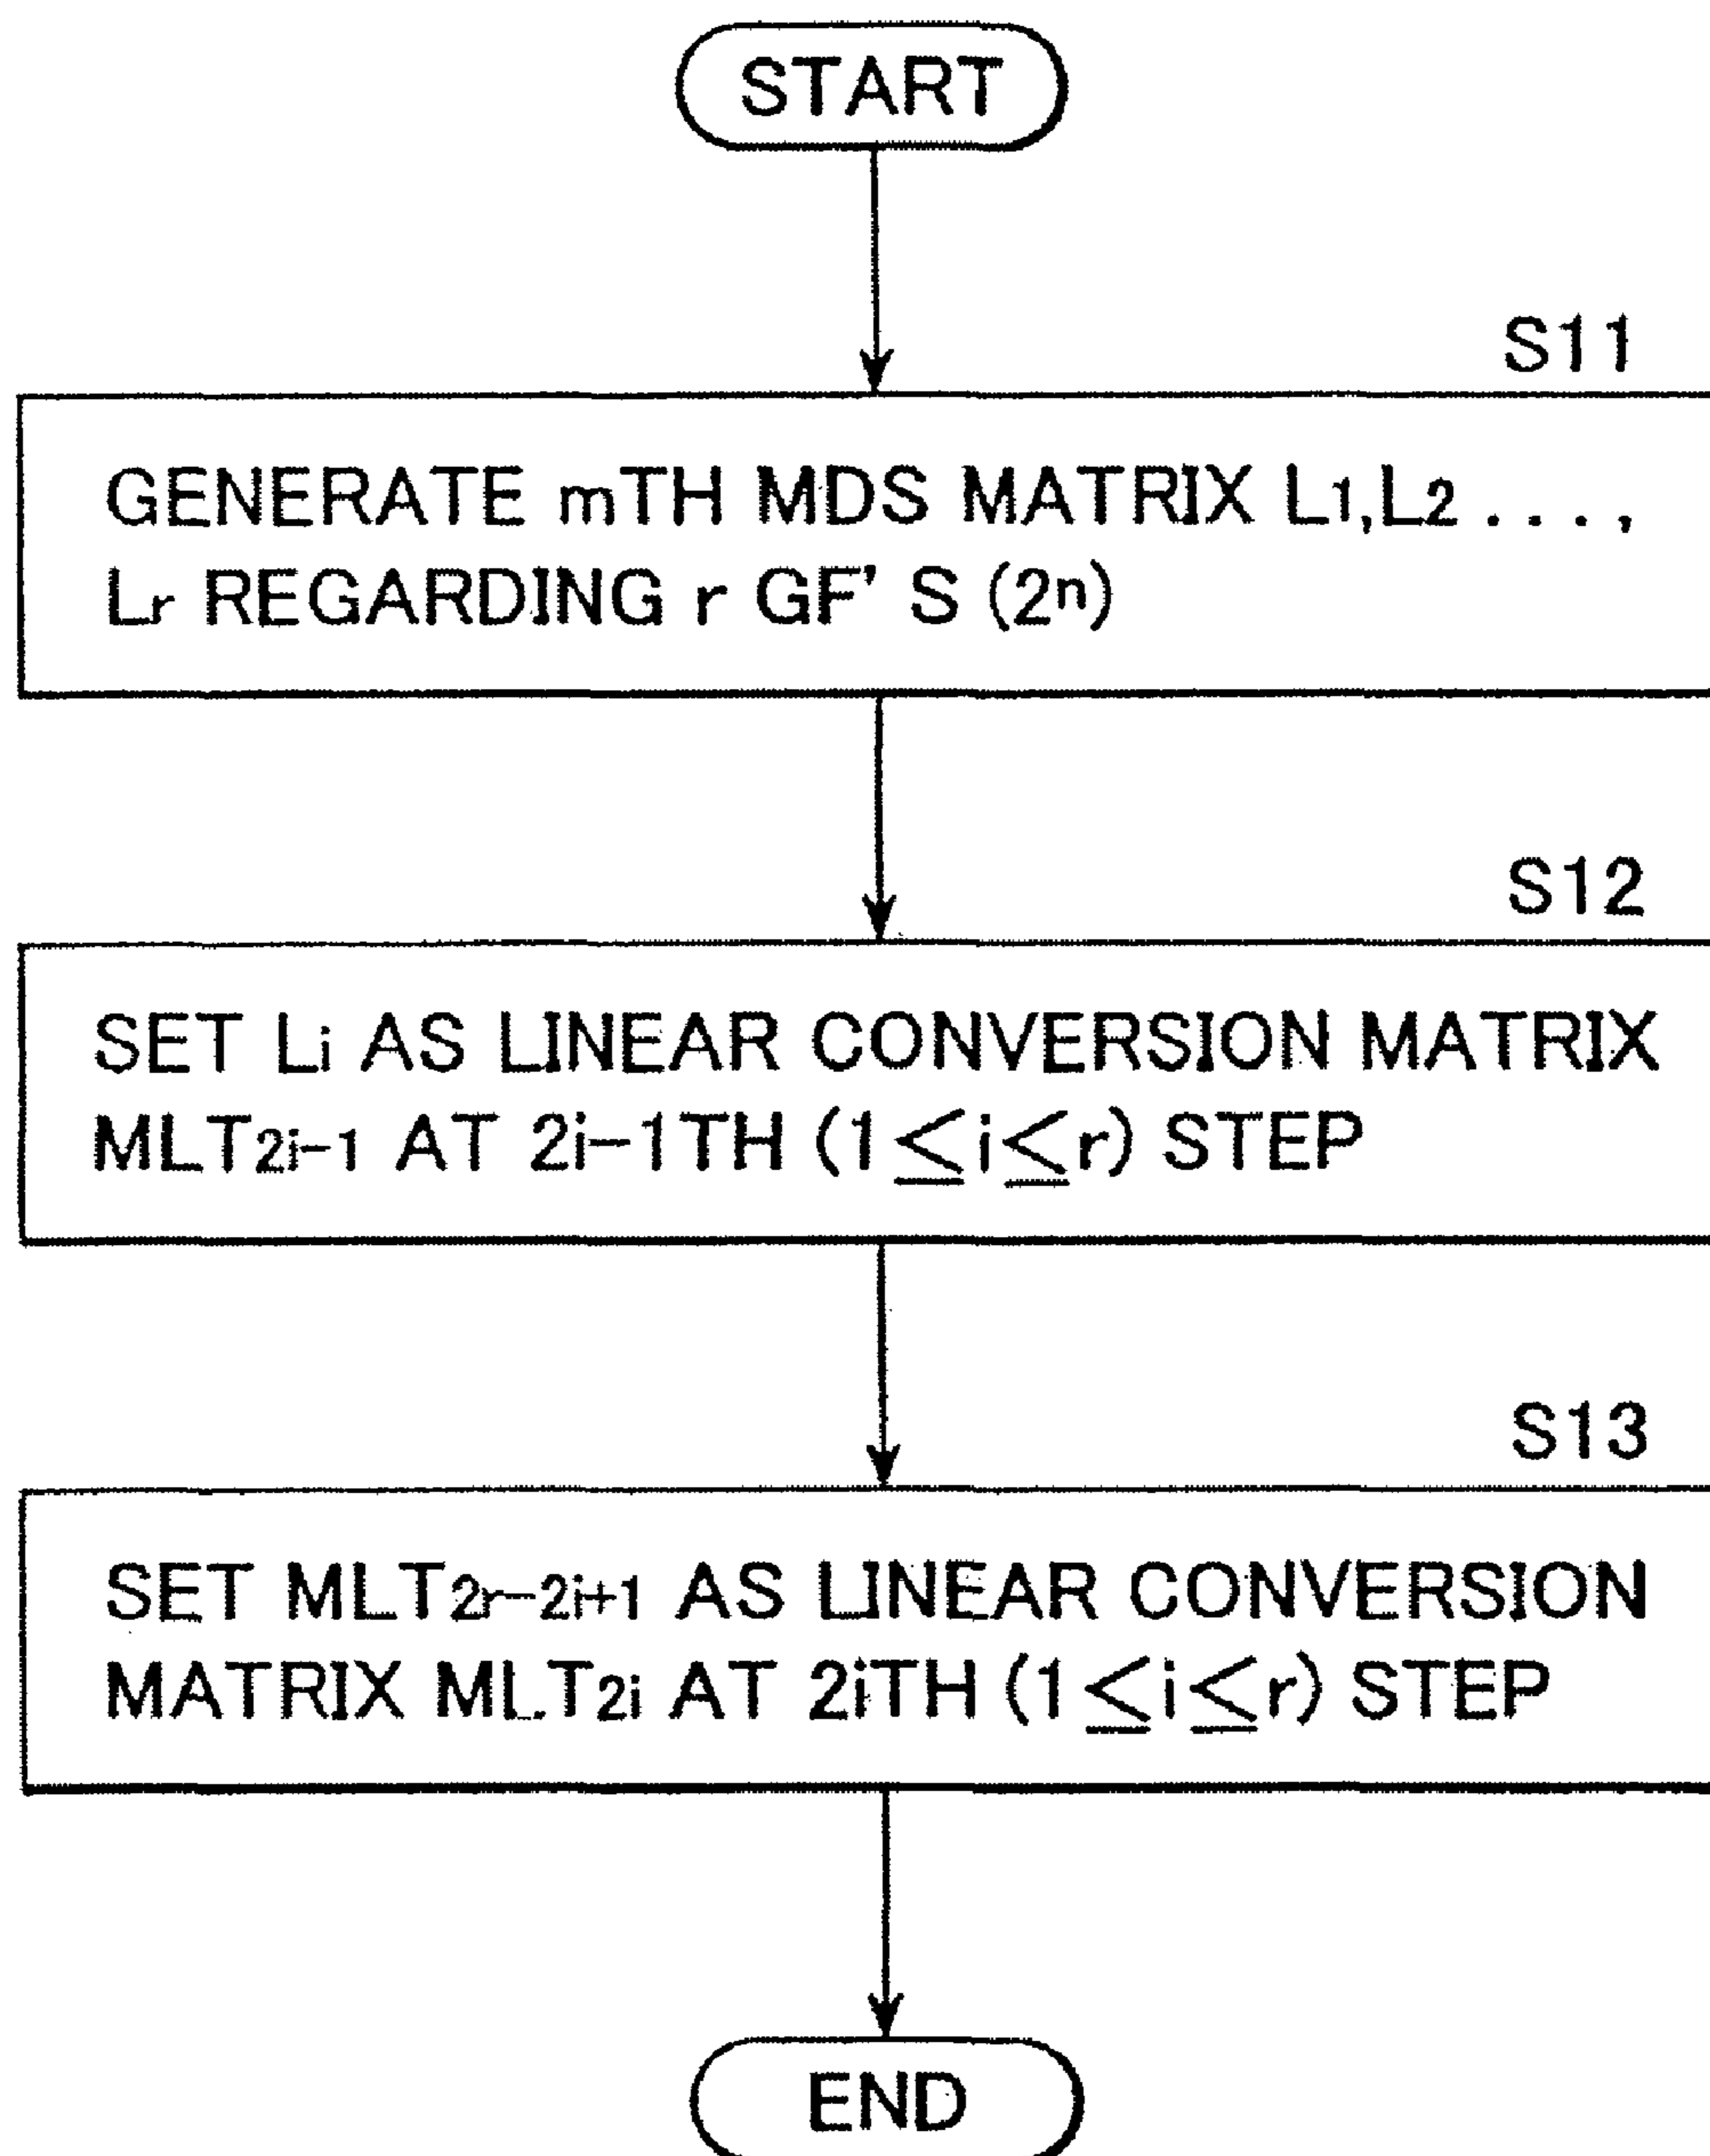 START
S11
GENERATE mTH MDS MATRIX L1,L2 . . . ,
Lr REGARDING r GF' S (2n)
S12
SET Li AS LINEAR CONVERSION MATRIX
MLT2i-1 AT 2i-1TH (1≦i≦r) STEP
S13
SET MLT2r-2i+1 AS LINEAR CONVERSION
MATRIX MLT2i AT 2iTH (1≦i≦r) STEP
END